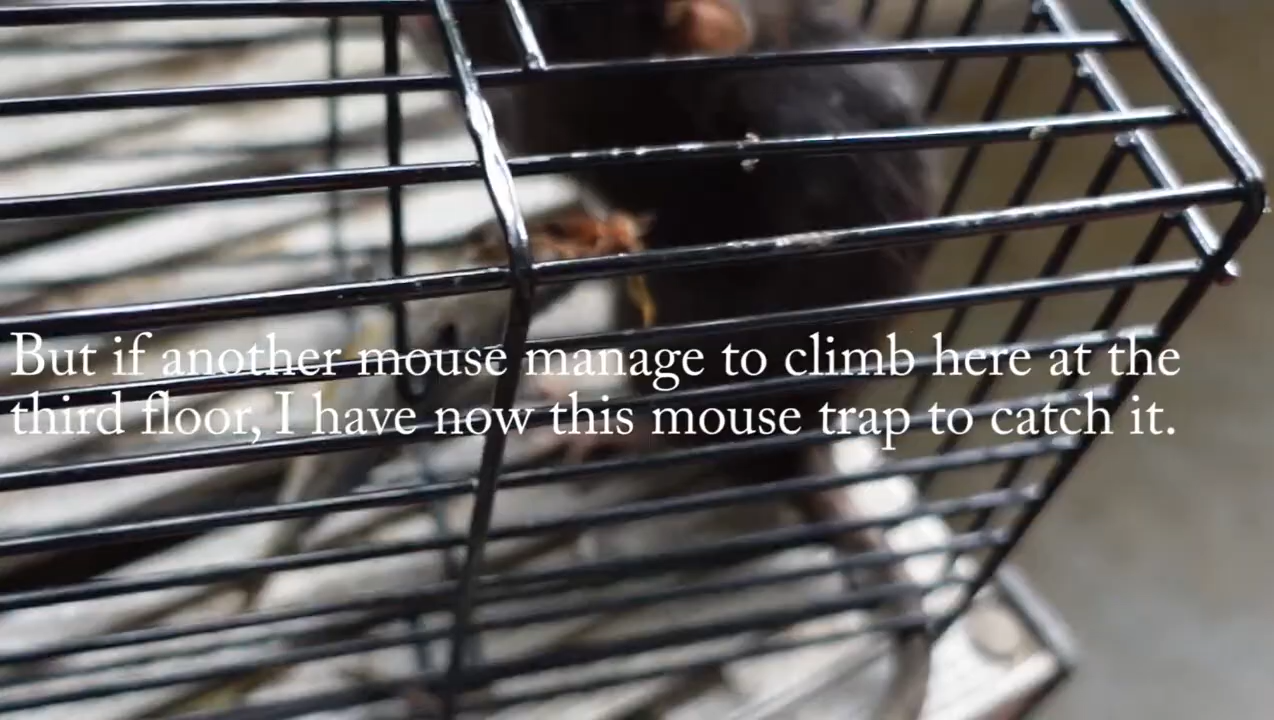 But if another mouse manage to climb here at the
third floor, I have now this mouse trap to catch it.